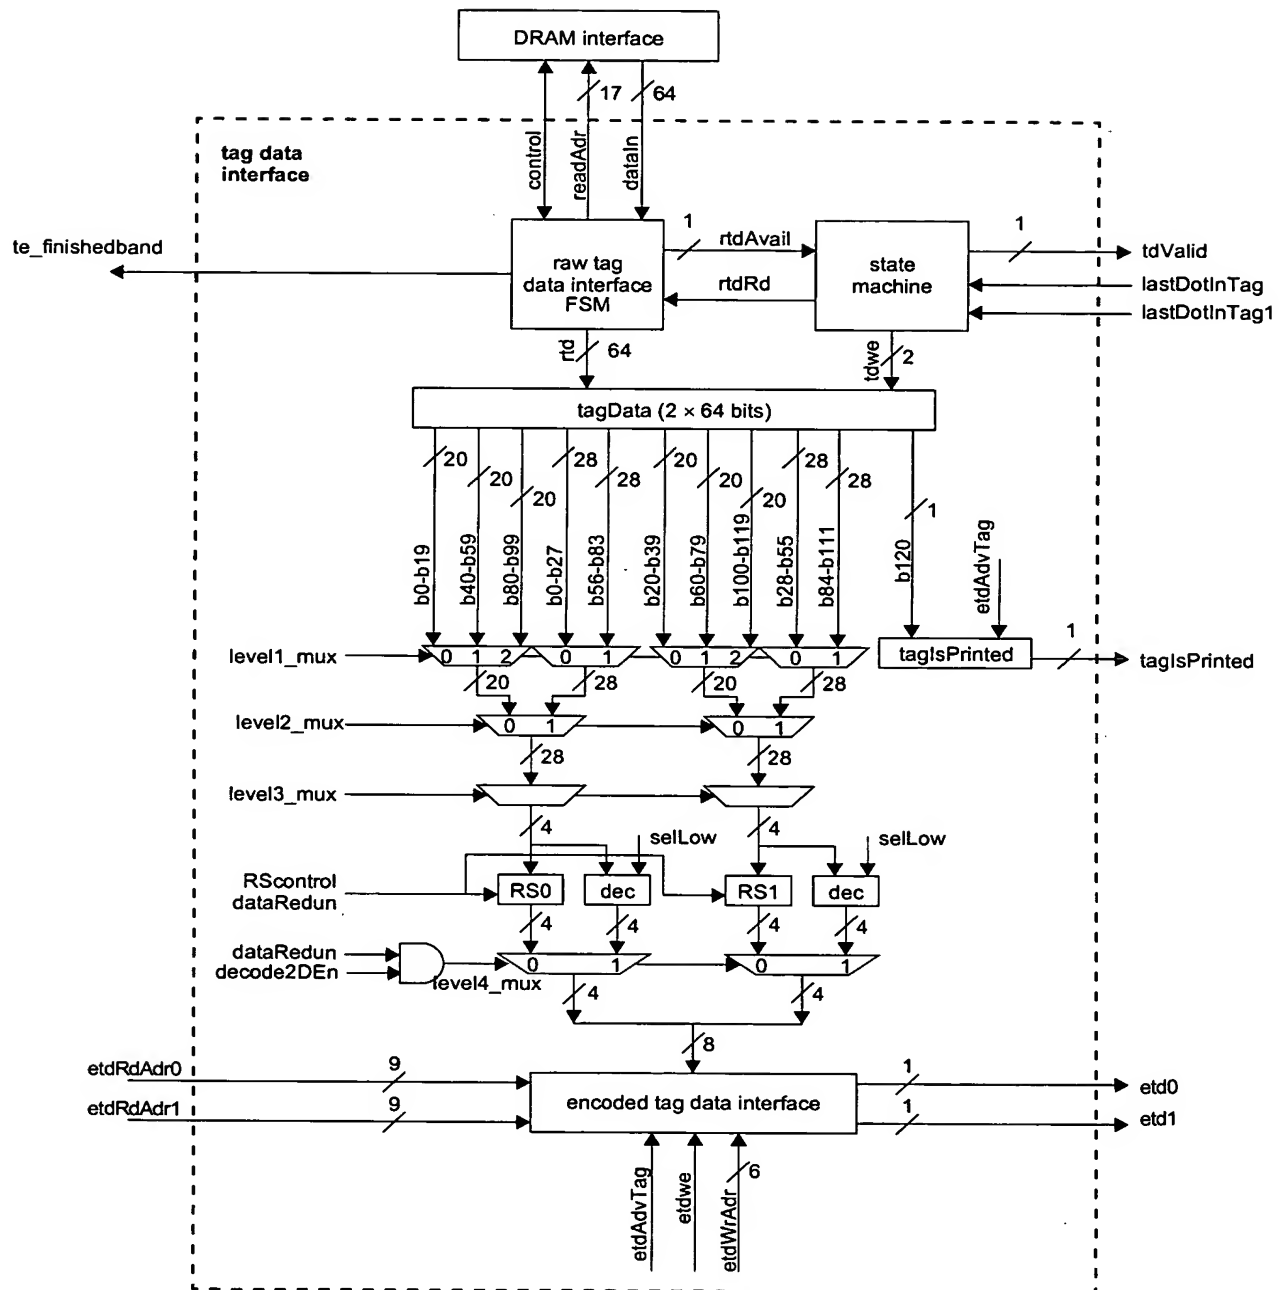 DRAM interface
17
64
control
readAdr
dataIn
tag data
interface
te_finishedband
raw tag
data interface
FSM
1
rtdAvail
rtdRd
state
machine
1
tdValid
lastDotInTag
lastDotInTag1
rtd
64
tdwe
2
tagData (2 × 64 bits)
20
20
20
28
28
20
20
20
28
28
1
b0-b19
b40-b59
b80-b99
b0-b27
b56-b83
b20-b39
b60-b79
b100-b119
b28-b55
b84-b111
b120
etdAdvTag
level1_mux
0 1 2
0 1
0 1 2
0 1
tagIsPrinted
1
tagIsPrinted
20
28
20
28
level2_mux
0 1
0 1
28
28
level3_mux
4
4
selLow
selLow
RScontrol
dataRedun
RS0
dec
RS1
dec
4
4
4
4
dataRedun
decode2DEn
level4_mux
0 1
0 1
4
4
8
etdRdAdr0
9
etdRdAdr1
9
encoded tag data interface
1
etd0
1
etd1
etdAdvTag
etdwe
etdWrAdr
6